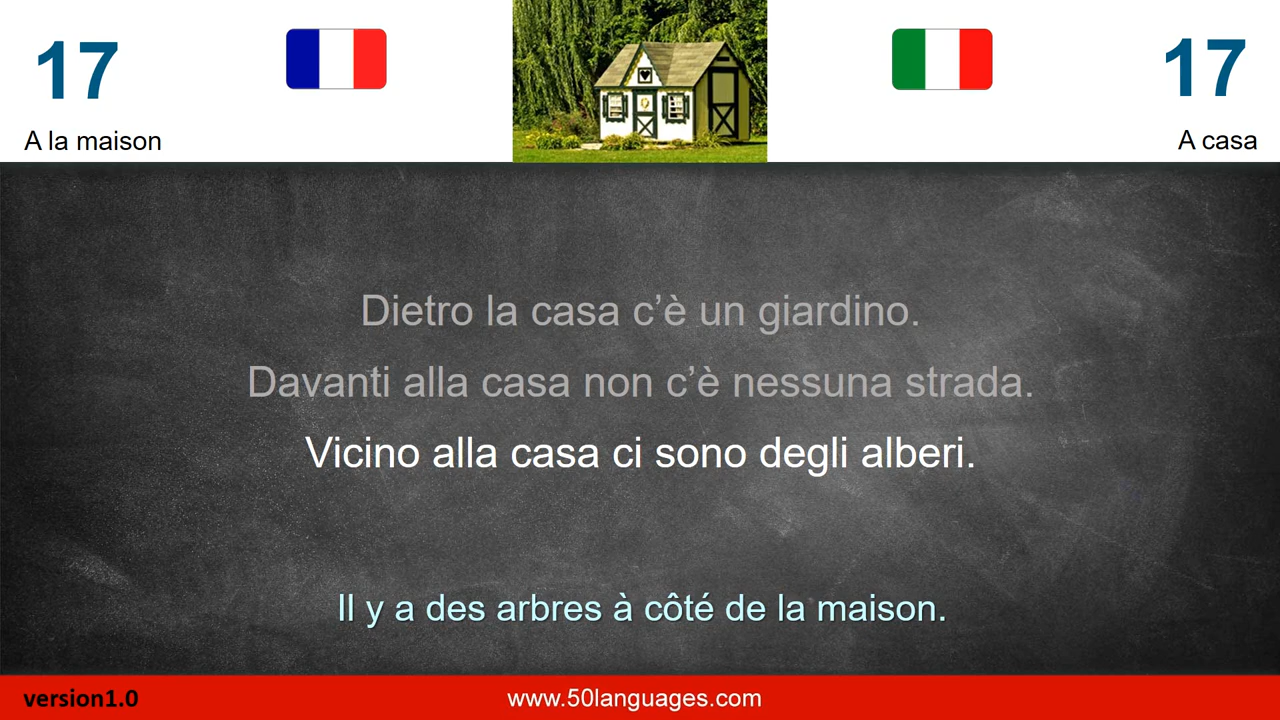 17
17
A la maison
A casa
Dietro la casa c’è un giardino.
Davanti alla casa non c’è nessuna strada.
Vicino alla casa ci sono degli alberi.
Il y a des arbres à côté de la maison.
version1.0
www.50languages.com